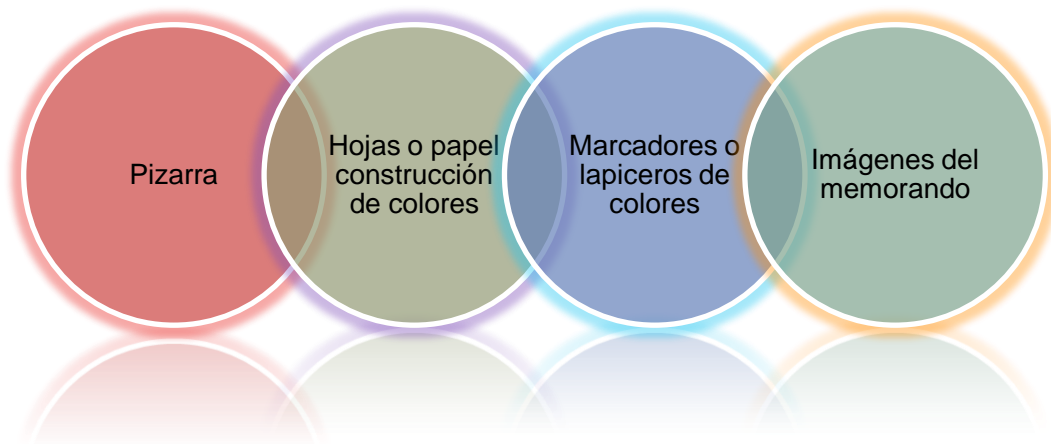 Pizarra
Hojas o papel
construcción
de colores
Marcadores o
lapiceros de
colores
Imágenes del
memorando